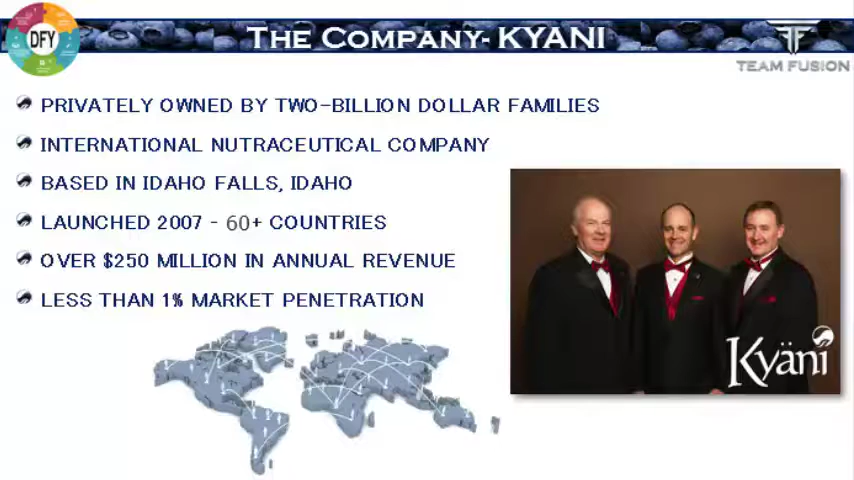 DFY
THE COMPANY- KYANI
TEAM FUSION
PRIVATELY OWNED BY TWO-BILLION DOLLAR FAMILIES
INTERNATIONAL NUTRACEUTICAL COMPANY
BASED IN IDAHO FALLS, IDAHO
LAUNCHED 2007 - 60+ COUNTRIES
OVER $250 MILLION IN ANNUAL REVENUE
LESS THAN 1% MARKET PENETRATION
Kyäni